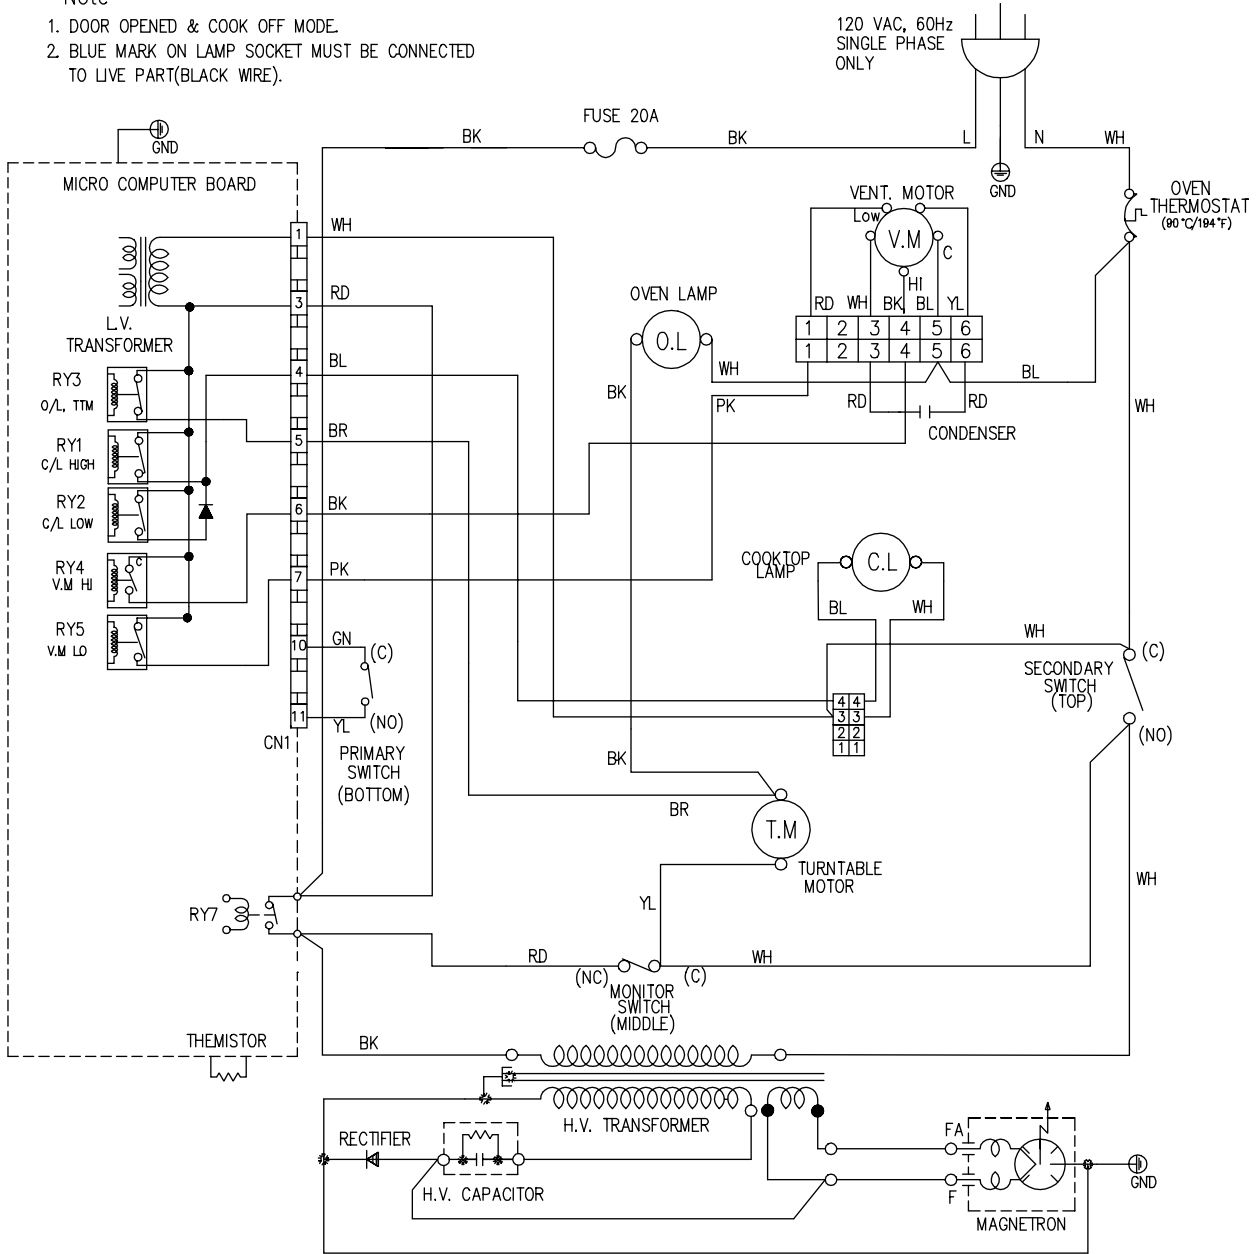 Note
1. DOOR OPENED & COOK OFF MODE.
2. BLUE MARK ON LAMP SOCKET MUST BE CONNECTED
TO LIVE PART(BLACK WIRE).
120 VAC, 60Hz
SINGLE PHASE
ONLY
FUSE 20A
BK
BK
L
N
WH
GND
GND
MICRO COMPUTER BOARD
VENT. MOTOR
OVEN
THERMOSTAT
(90°C/194°F)
Low
V.M
C
HI
1
WH
3
RD
L.V.
TRANSFORMER
OVEN LAMP
O.L
RD
WH
BK
BL
YL
1 2 3 4 5 6
1 2 3 4 5 6
RY3
O/L, TTM
4
BL
WH
BL
BK
PK
RD
RD
WH
CONDENSER
5
BR
RY1
C/L HIGH
RY2
C/L LOW
6
BK
RY4
V.M HI
C
7
PK
COOKTOP
LAMP
C.L
BL
WH
RY5
V.M LO
10
GN
(C)
WH
(C)
SECONDARY
SWITCH
(TOP)
4 4
3 3
2 2
1 1
11
YL
(NO)
(NO)
CN1
PRIMARY
SWITCH
(BOTTOM)
BK
BR
T.M
TURNTABLE
MOTOR
WH
RY7
YL
RD
(NC)
(C)
WH
MONITOR
SWITCH
(MIDDLE)
THEMISTOR
BK
H.V. TRANSFORMER
RECTIFIER
H.V. CAPACITOR
FA
F
GND
MAGNETRON